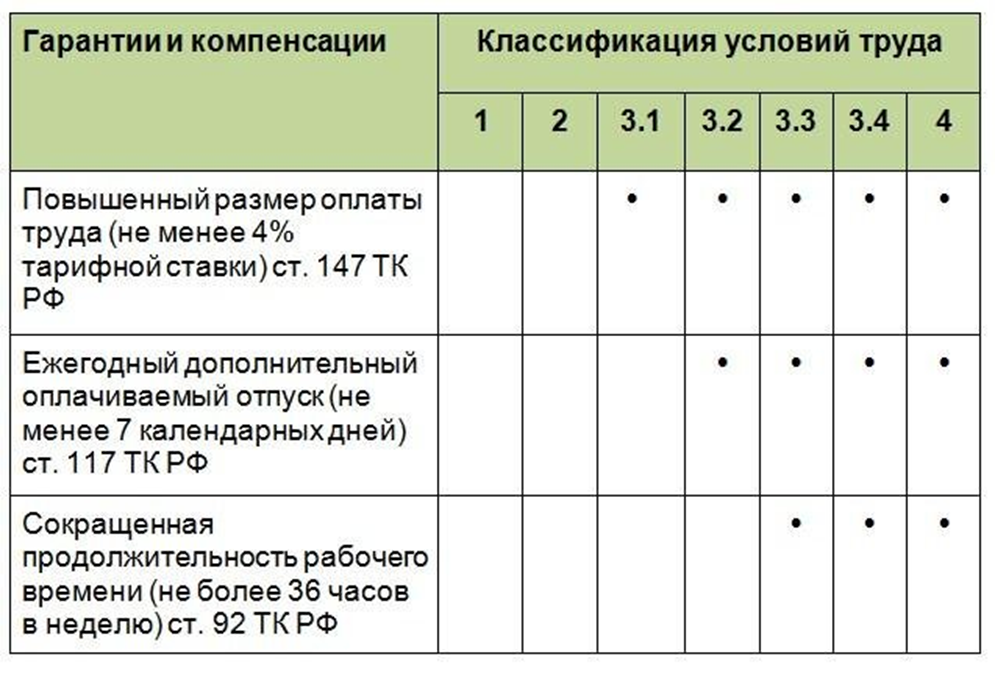 Гарантии и компенсации
Классификация условий труда
1 2 3.1 3.2 3.3 3.4 4
Повышенный размер оплаты
труда (не менее 4%
тарифной ставки) ст. 147 ТК
РФ
• • • • •
Ежегодный дополнительный
оплачиваемый отпуск (не
менее 7 календарных дней)
ст. 117 ТК РФ
• • • •
Сокращенная
продолжительность рабочего
времени (не более 36 часов
в неделю) ст. 92 ТК РФ
• • •